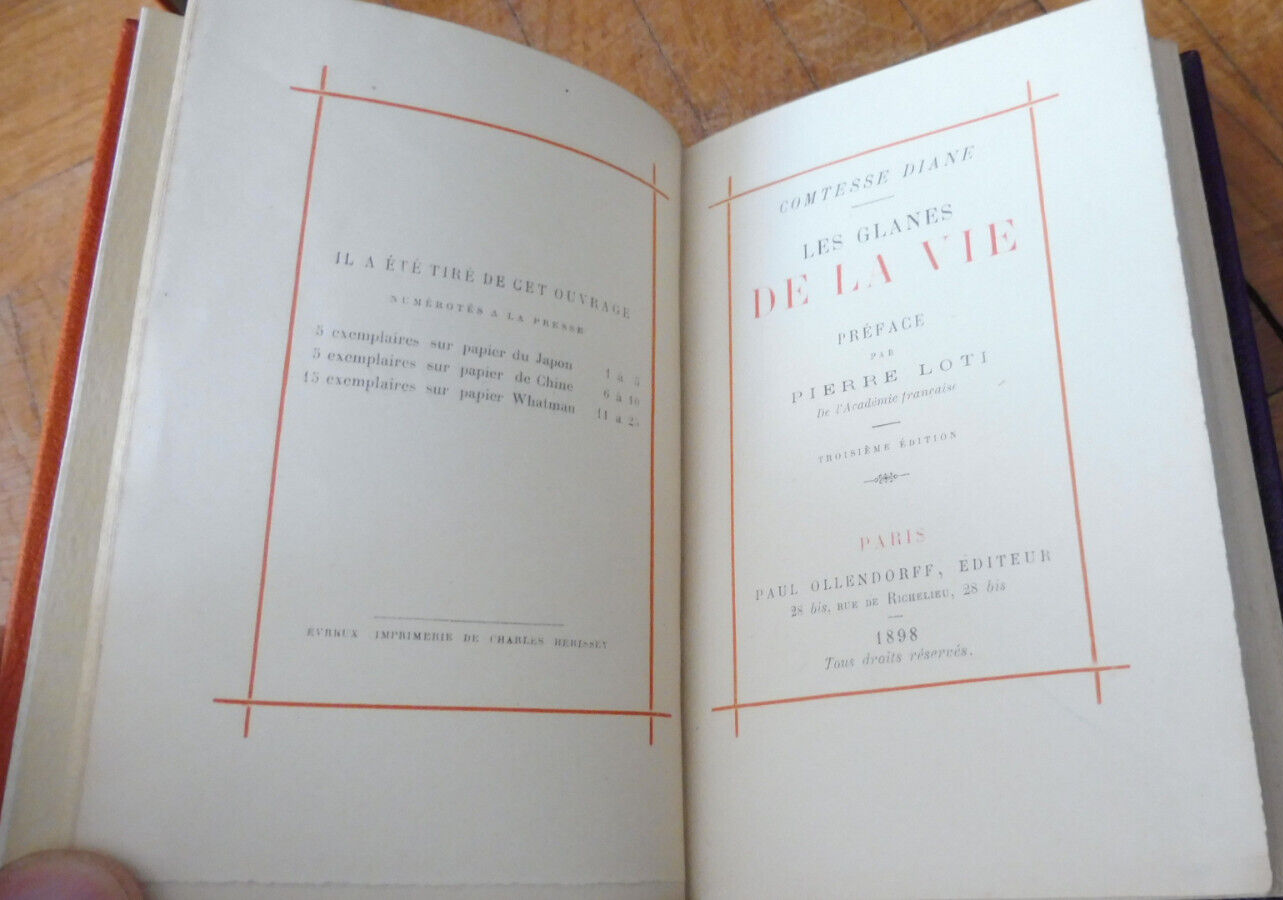 IL A ÉTÉ TIRÉ DE CET OUVRAGE
NUMÉROTÉS A LA PRESSE
5 exemplaires sur papier du Japon 1 à 5
5 exemplaires sur papier de Chine 6 à 10
15 exemplaires sur papier Whatman 11 à 25
ÉVREUX IMPRIMERIE DE CHARLES HÉRISSEY
COMTESSE DIANE
LES GLANES
DE LA VIE
PRÉFACE
PAR
PIERRE LOTI
De l'Académie française
TROISIÈME ÉDITION
PARIS
PAUL OLLENDORFF, ÉDITEUR
28 bis, RUE DE RICHELIEU, 28 bis
1898
Tous droits réservés.